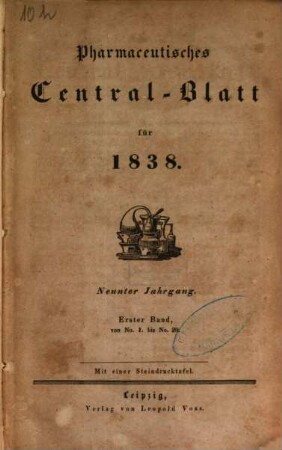 10h
Pharmaceutisches
Central-Blatt
für
1838.
Neunter Jahrgang.
Erster Band,
von No. 1. bis No.
Mit einer Steindrucktafel.
Leipzig,
Verlag von Leopold Voss.